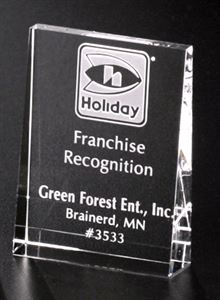 h
Holiday
Franchise
Recognition
Green Forest Ent., Inc.
Brainerd, MN
#3533